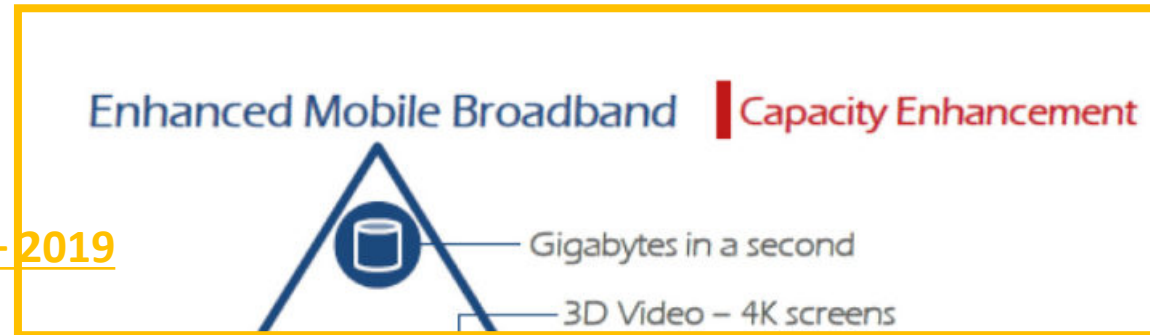 Enhanced Mobile Broadband
Capacity Enhancement
- 2019
Gigabytes in a second
3D Video – 4K screens